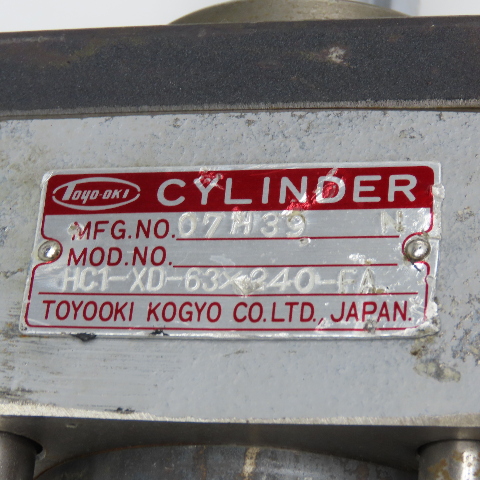 TOYO-OKI CYLINDER
MFG.NO. 07H39 N
MOD.NO.
HC1-XD-63×340-FA
TOYOOKI KOGYO CO.LTD., JAPAN.